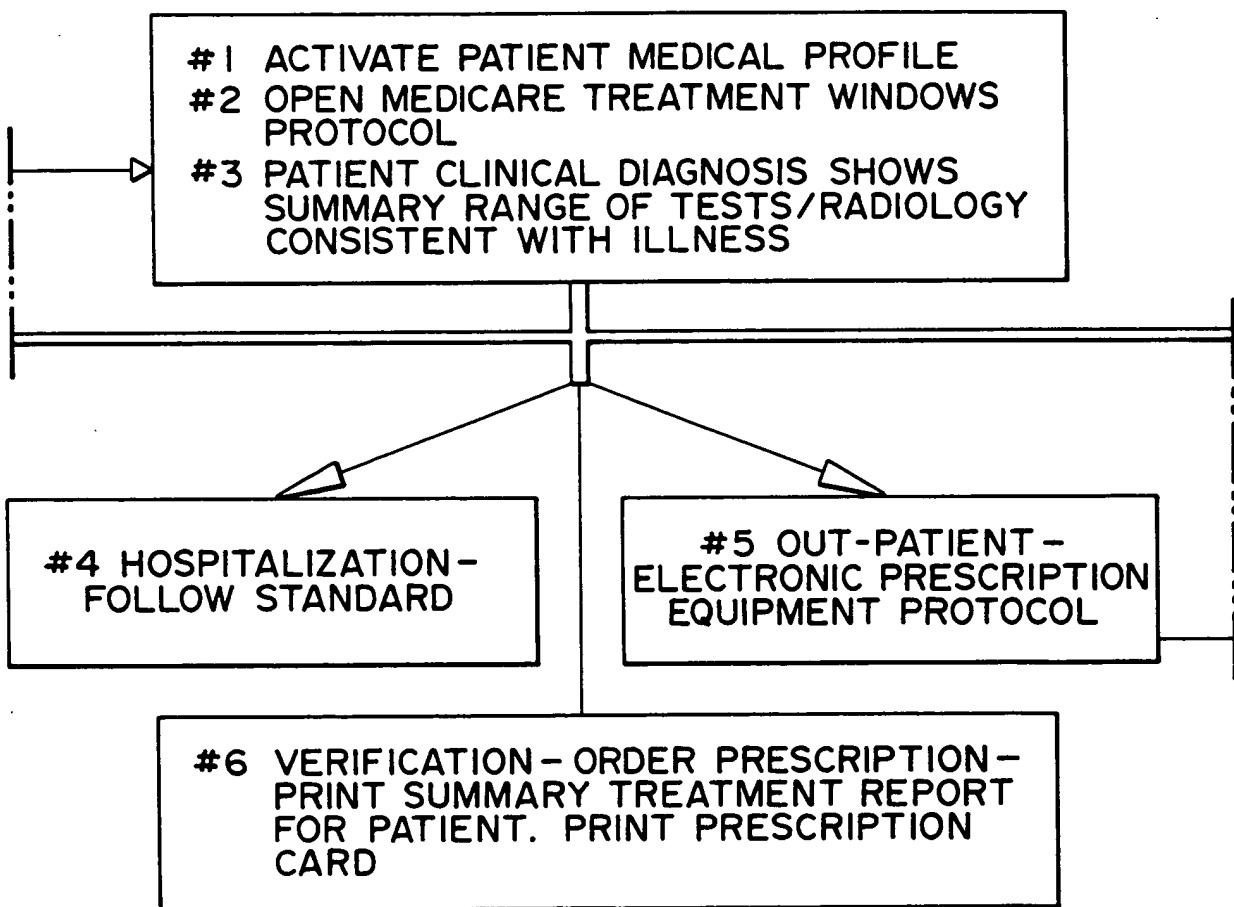 #1 ACTIVATE PATIENT MEDICAL PROFILE
#2 OPEN MEDICARE TREATMENT WINDOWS
PROTOCOL
#3 PATIENT CLINICAL DIAGNOSIS SHOWS
SUMMARY RANGE OF TESTS/RADIOLOGY
CONSISTENT WITH ILLNESS
#4 HOSPITALIZATION–
FOLLOW STANDARD
#5 OUT-PATIENT–
ELECTRONIC PRESCRIPTION
EQUIPMENT PROTOCOL
#6 VERIFICATION–ORDER PRESCRIPTION–
PRINT SUMMARY TREATMENT REPORT
FOR PATIENT. PRINT PRESCRIPTION
CARD